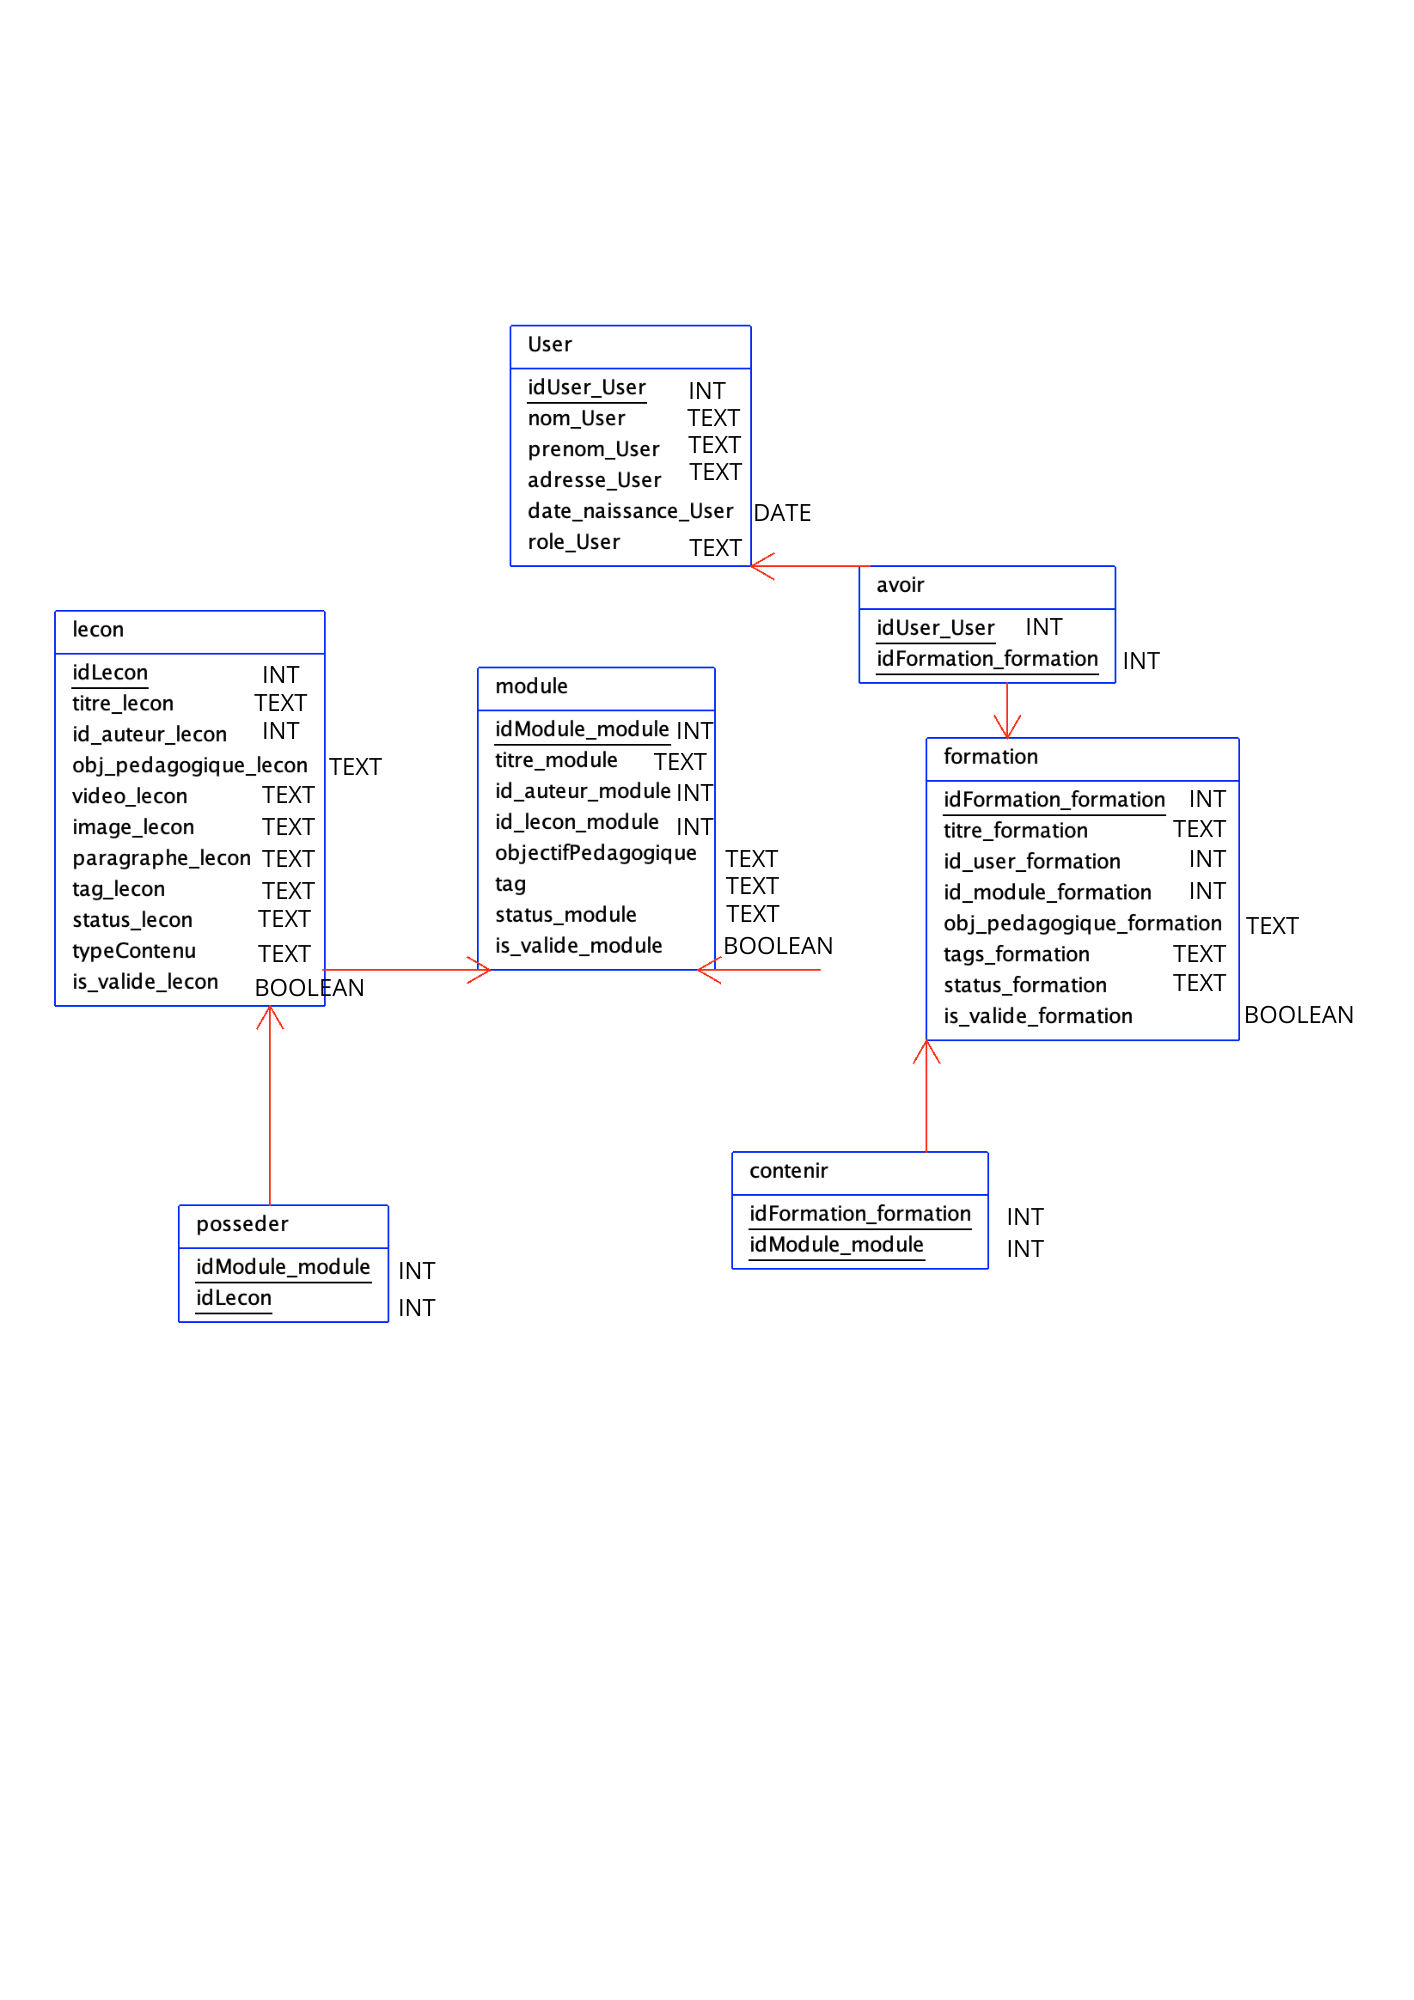 User
idUser_User INT
nom_User TEXT
prenom_User TEXT
adresse_User TEXT
date_naissance_User DATE
role_User TEXT
avoir
idUser_User INT
idFormation_formation INT
lecon
idLecon INT
titre_lecon TEXT
id_auteur_lecon INT
obj_pedagogique_lecon TEXT
video_lecon TEXT
image_lecon TEXT
paragraphe_lecon TEXT
tag_lecon TEXT
status_lecon TEXT
typeContenu TEXT
is_valide_lecon BOOLEAN
module
idModule_module INT
titre_module TEXT
id_auteur_module INT
id_lecon_module INT
objectifPedagogique TEXT
tag TEXT
status_module TEXT
is_valide_module BOOLEAN
formation
idFormation_formation INT
titre_formation TEXT
id_user_formation INT
id_module_formation INT
obj_pedagogique_formation TEXT
tags_formation TEXT
status_formation TEXT
is_valide_formation BOOLEAN
contenir
idFormation_formation INT
idModule_module INT
posseder
idModule_module INT
idLecon INT